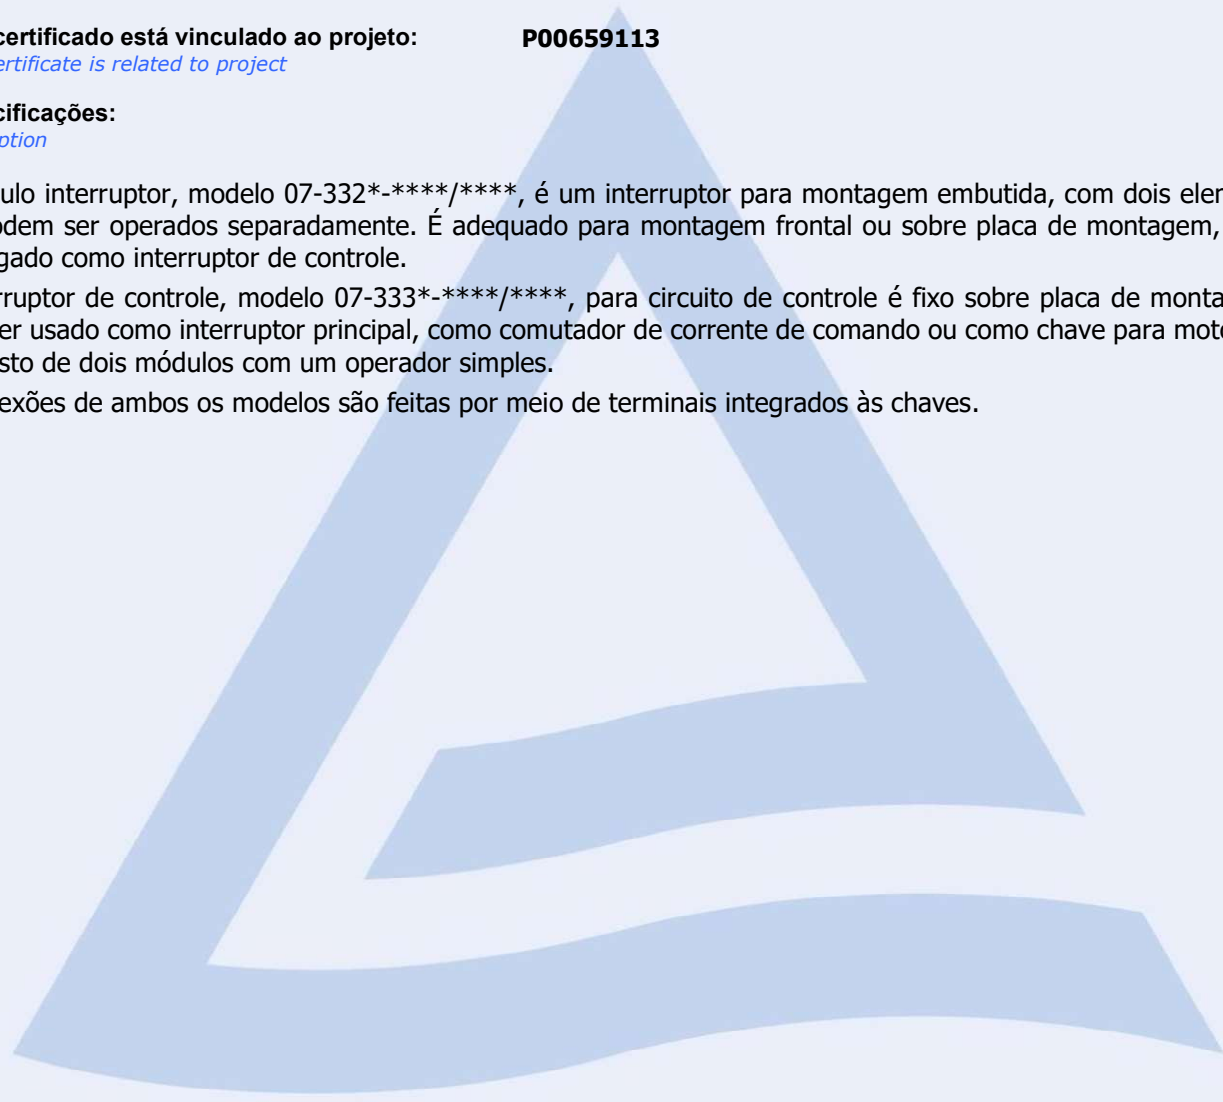 certificado está vinculado ao projeto: P00659113
ertificate is related to project
cificações:
ption
ulo interruptor, modelo 07-332*-****/****, é um interruptor para montagem embutida, com dois eler
odem ser operados separadamente. É adequado para montagem frontal ou sobre placa de montagem,
gado como interruptor de controle.
rruptor de controle, modelo 07-333*-****/****, para circuito de controle é fixo sobre placa de monta
er usado como interruptor principal, como comutador de corrente de comando ou como chave para moto
sto de dois módulos com um operador simples.
exões de ambos os modelos são feitas por meio de terminais integrados às chaves.